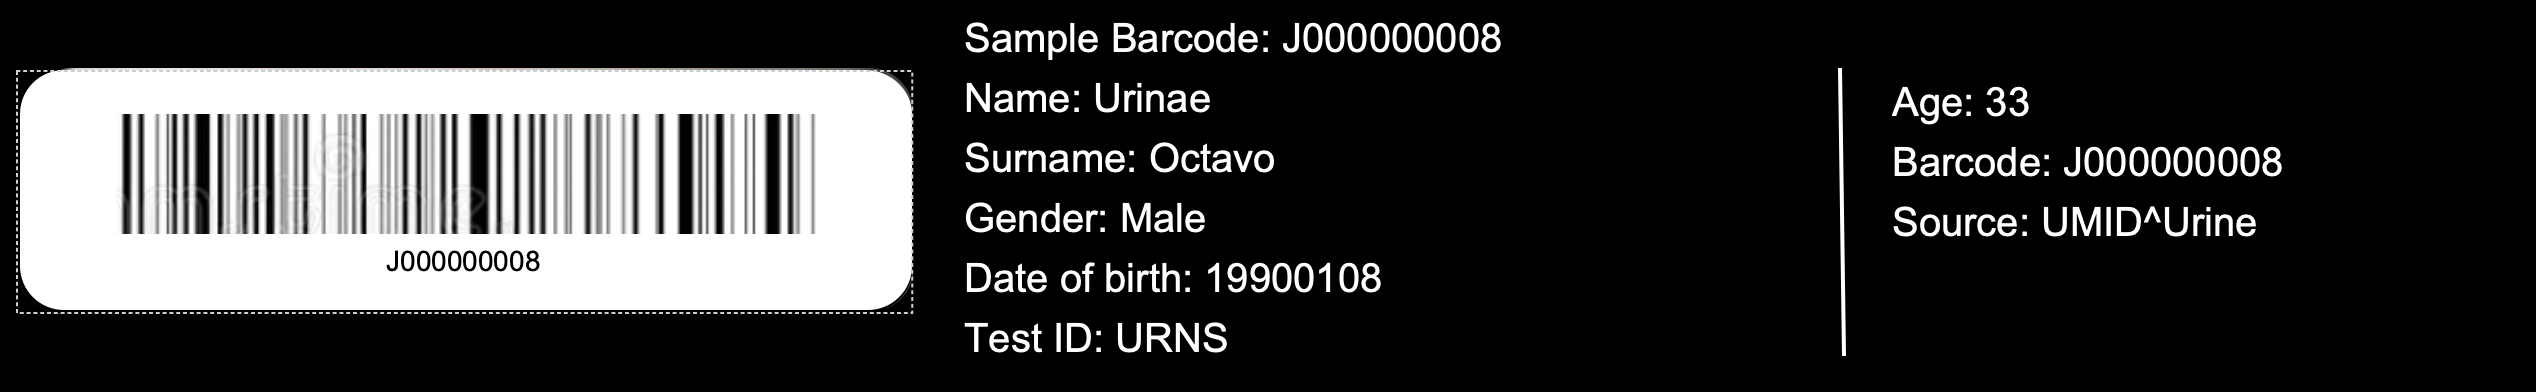 J000000008
Sample Barcode: J000000008
Name: Urinae
Surname: Octavo
Gender: Male
Date of birth: 19900108
Test ID: URNS
Age: 33
Barcode: J000000008
Source: UMID^Urine